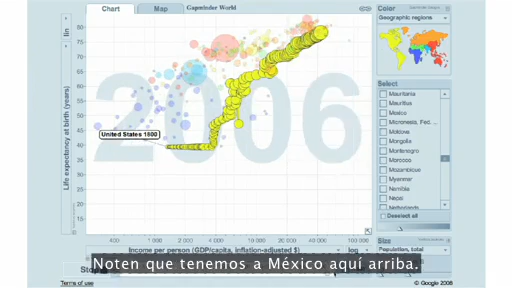 Chart
Map
Gapminder World
Color
Geographic regions
lin
2006
Life expectancy at birth (years)
85
80
75
70
65
60
55
50
45
40
35
30
25
20
15
United States 1800
Select
Mauritania
Mauritius
Mexico
Micronesia, Fed. ...
Moldova
Mongolia
Montenegro
Morocco
Mozambique
Myanmar
Namibia
Nepal
Netherlands
Deselect all
400
1 000
2 000
4 000
10 000
20 000
40 000
100 000
Income per person (GDP/capita, inflation-adjusted $)
log
Size
Population, total
Noten que tenemos a México aquí arriba.
Terms of use
© Google 2008